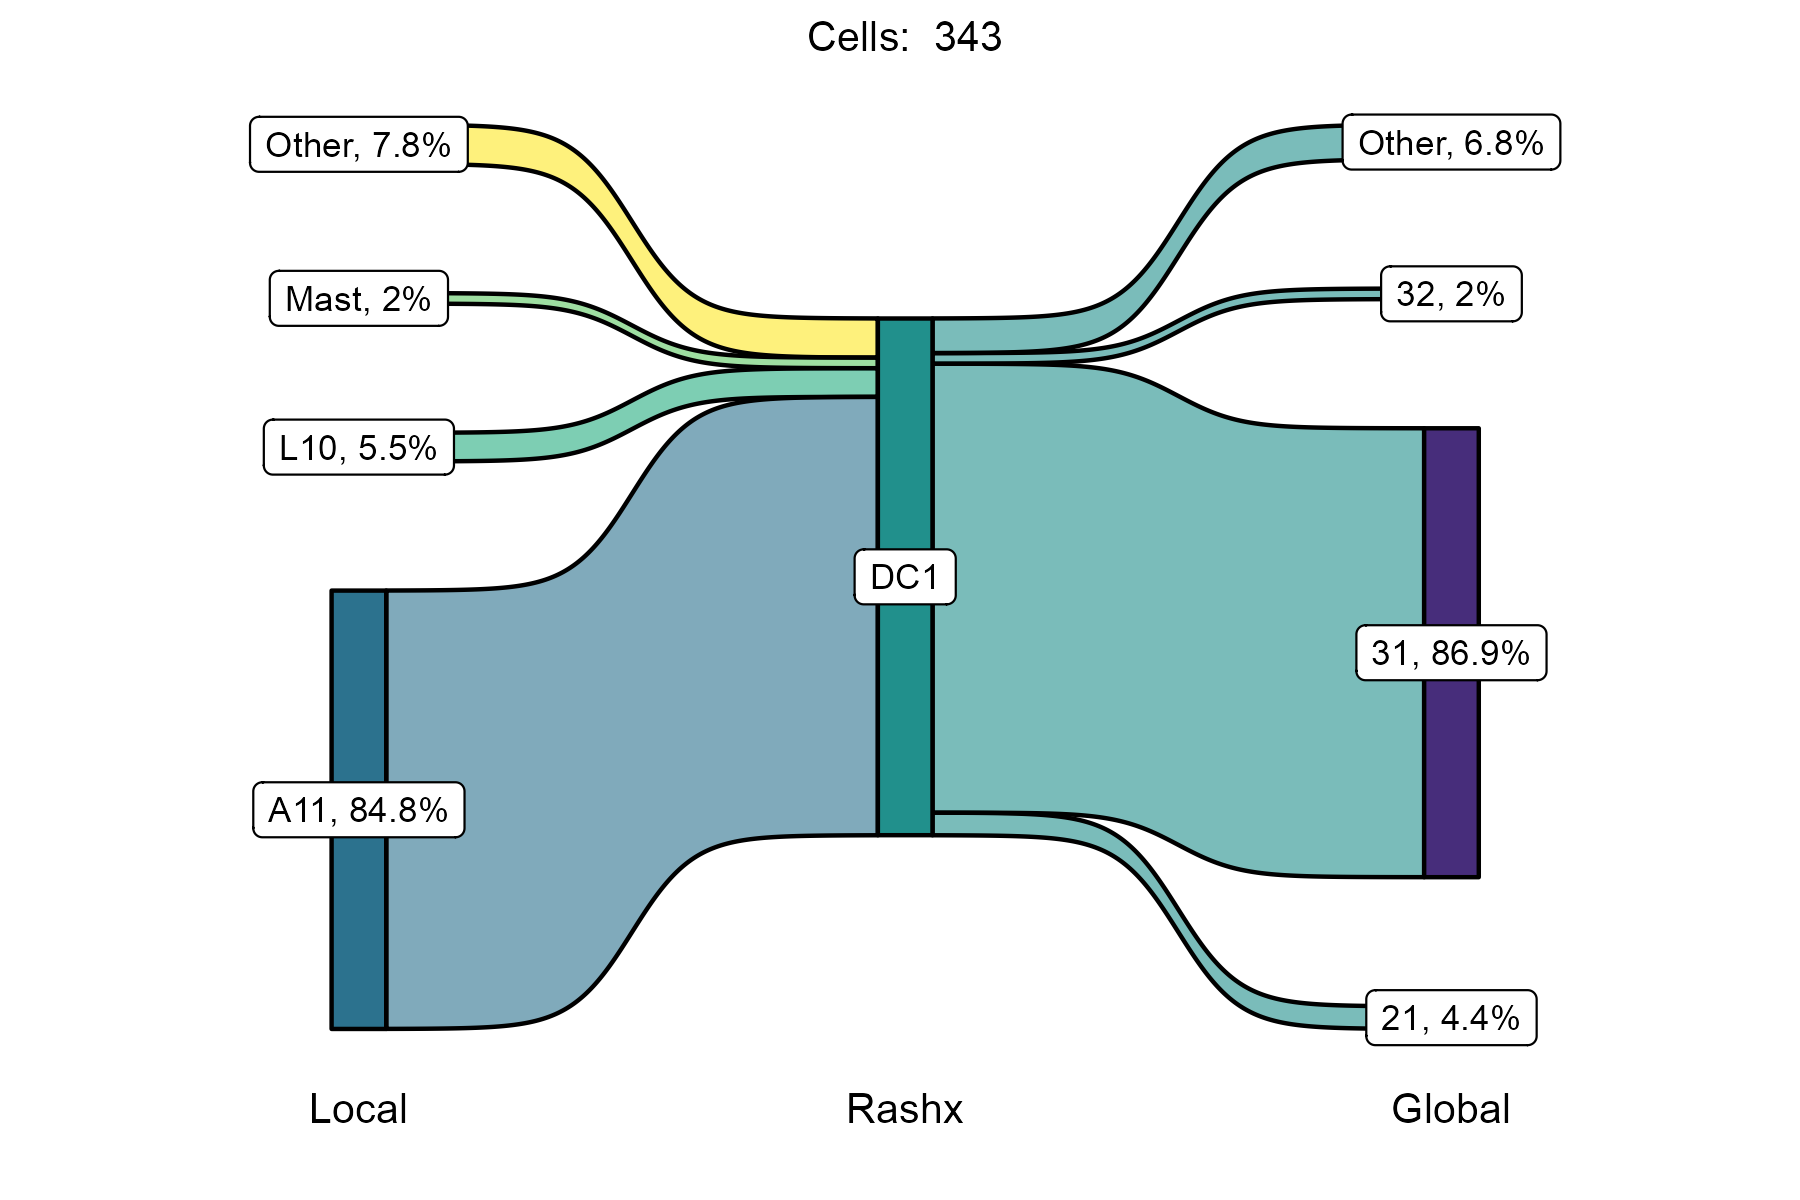 Cells:  343
Other, 7.8%
Mast, 2%
L10, 5.5%
A11, 84.8%
DC1
Other, 6.8%
32, 2%
31, 86.9%
21, 4.4%
Local
Rashx
Global